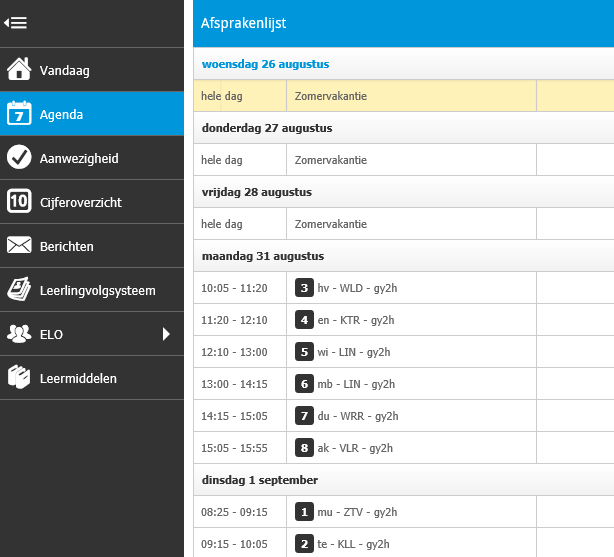 Afsprakenlijst
Vandaag
7 Agenda
Aanwezigheid
10 Cijferoverzicht
Berichten
Leerlingvolgsysteem
ELO
Leermiddelen
woensdag 26 augustus
hele dag Zomervakantie
donderdag 27 augustus
hele dag Zomervakantie
vrijdag 28 augustus
hele dag Zomervakantie
maandag 31 augustus
10:05 - 11:20 3 hv - WLD - gy2h
11:20 - 12:10 4 en - KTR - gy2h
12:10 - 13:00 5 wi - LIN - gy2h
13:00 - 14:15 6 mb - LIN - gy2h
14:15 - 15:05 7 du - WRR - gy2h
15:05 - 15:55 8 ak - VLR - gy2h
dinsdag 1 september
08:25 - 09:15 1 mu - ZTV - gy2h
09:15 - 10:05 2 te - KLL - gy2h